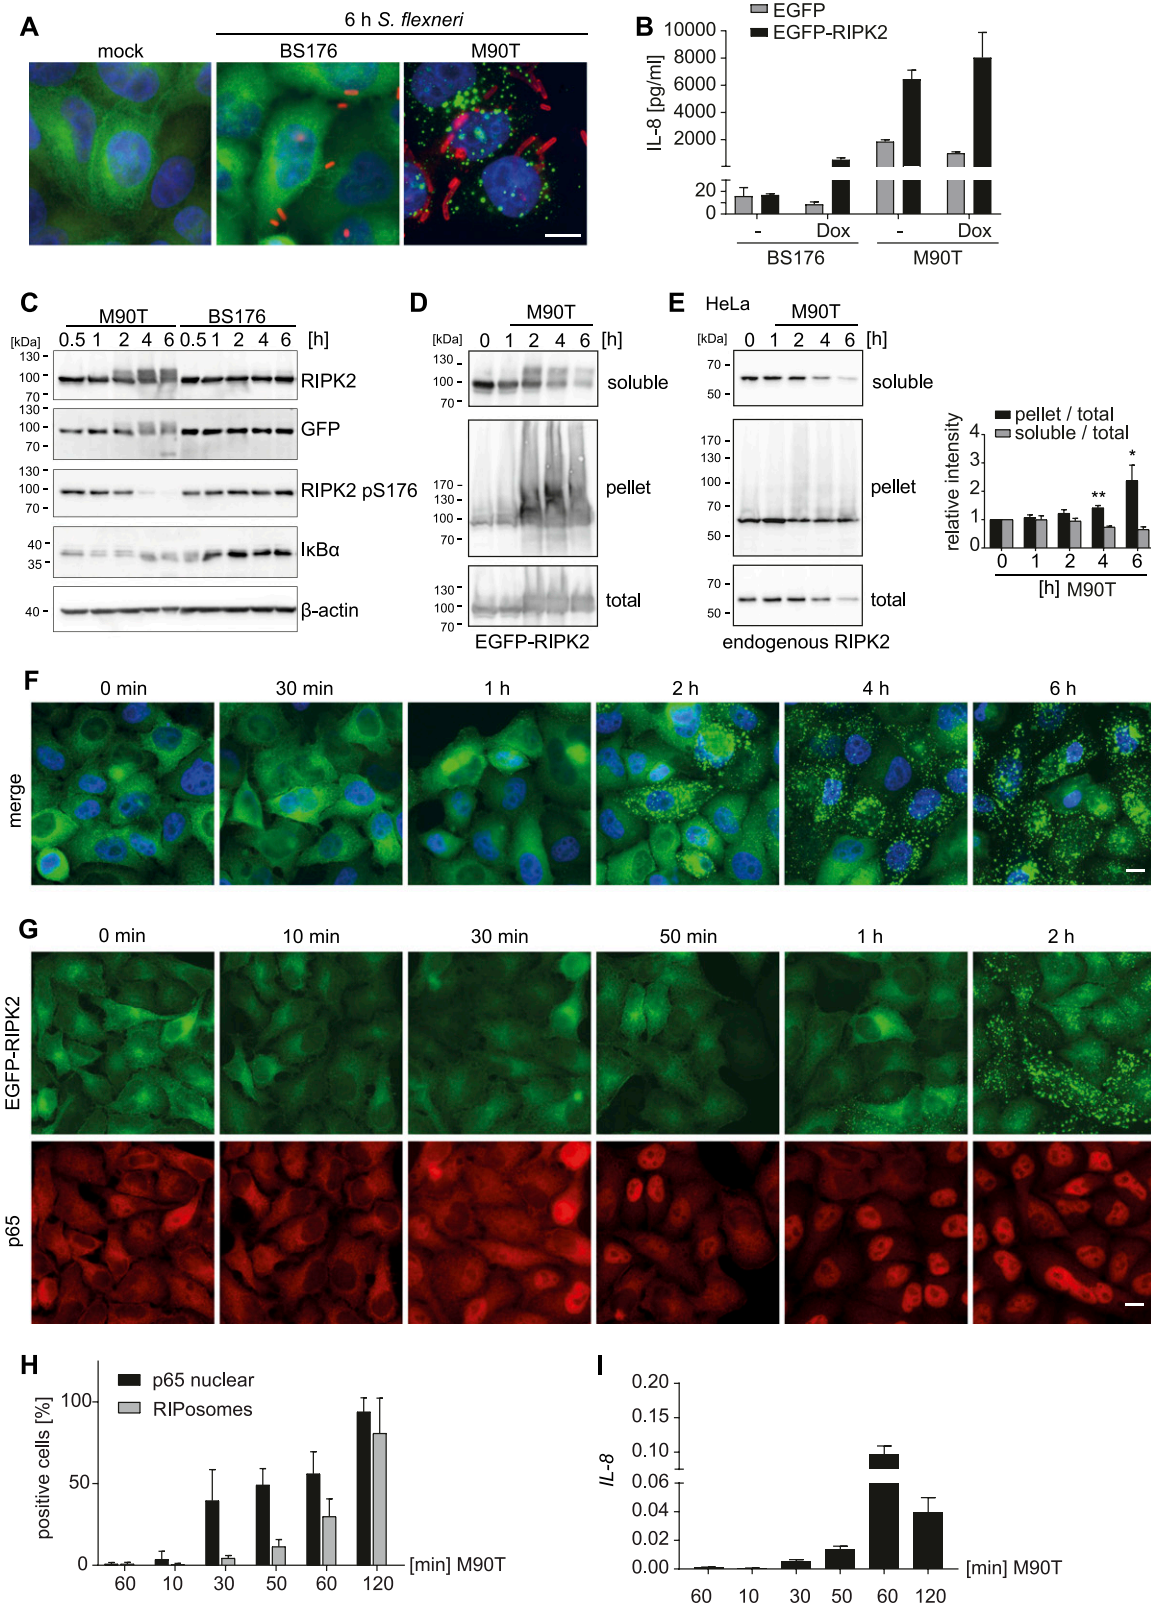 A
6 h S. flexneri
mock
BS176
M90T
B
EGFP
EGFP-RIPK2
IL-8 [pg/ml]
10000
8000
6000
4000
2000
20
0
- Dox - Dox
BS176 M90T
C
M90T BS176
0.5 1 2 4 6 0.5 1 2 4 6 [h]
[kDa]
130
100
70
RIPK2
130
100
70
GFP
130
100
70
RIPK2 pS176
40
35
IκBα
40
β-actin
D
M90T
0 1 2 4 6 [h]
[kDa]
130
100
70
soluble
170
130
100
70
pellet
130
100
70
total
EGFP-RIPK2
E
HeLa
M90T
0 1 2 4 6 [h]
[kDa]
70
50
soluble
170
130
100
70
50
pellet
70
50
total
endogenous RIPK2
pellet / total
soluble / total
relative intensity
4
3
2
1
0
**
*
0 1 2 4 6
[h] M90T
F
0 min 30 min 1 h 2 h 4 h 6 h
merge
G
0 min 10 min 30 min 50 min 1 h 2 h
EGFP-RIPK2
p65
H
p65 nuclear
RIPosomes
positive cells [%]
100
50
0
60 10 30 50 60 120
[min] M90T
I
IL-8
0.20
0.15
0.10
0.06
0.04
0.02
0.00
60 10 30 50 60 120
[min] M90T